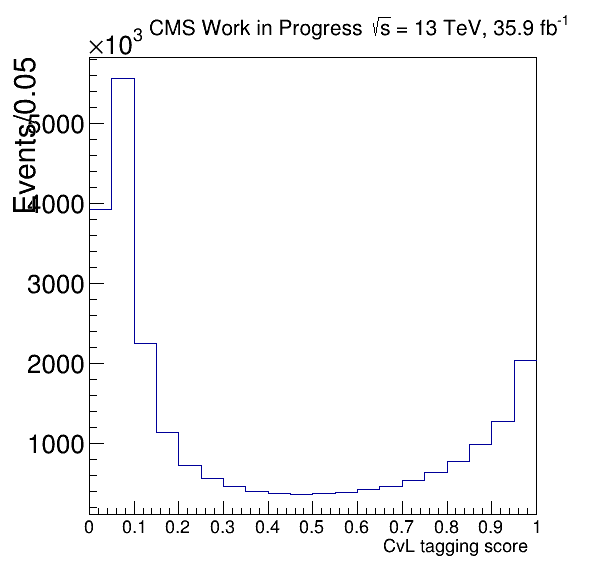 ×10³ CMS Work in Progress √s = 13 TeV, 35.9 fb⁻¹
Events/0.05
5000
4000
3000
2000
1000
0 0.1 0.2 0.3 0.4 0.5 0.6 0.7 0.8 0.9 1
CvL tagging score